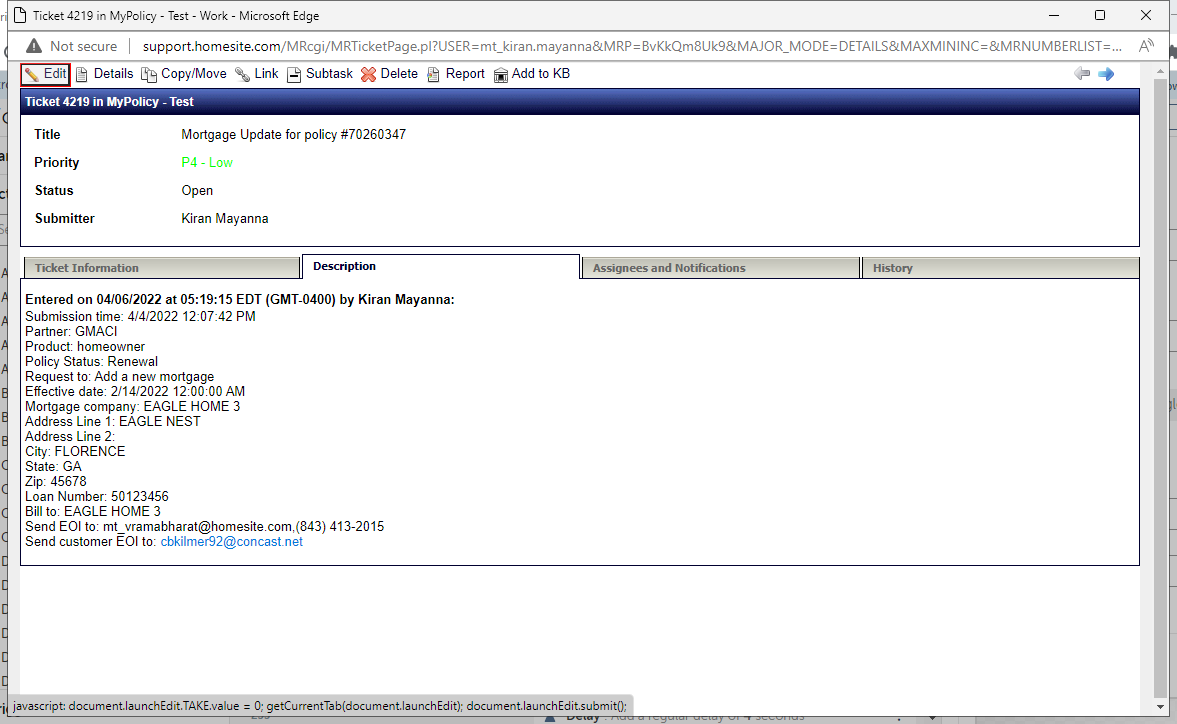 Ticket 4219 in MyPolicy - Test - Work - Microsoft Edge
Not secure support.homesite.com/MRcgi/MRTicketPage.pl?USER=mt_kiran.mayanna&MRP=BvKkQm8Uk9&MAJOR_MODE=DETAILS&MAXMININC=&MRNUMBERLIST=...
Edit Details Copy/Move Link Subtask Delete Report Add to KB
Ticket 4219 in MyPolicy - Test
Title Mortgage Update for policy #70260347
Priority P4 - Low
Status Open
Submitter Kiran Mayanna
Ticket Information Description Assignees and Notifications History
Entered on 04/06/2022 at 05:19:15 EDT (GMT-0400) by Kiran Mayanna:
Submission time: 4/4/2022 12:07:42 PM
Partner: GMACI
Product: homeowner
Policy Status: Renewal
Request to: Add a new mortgage
Effective date: 2/14/2022 12:00:00 AM
Mortgage company: EAGLE HOME 3
Address Line 1: EAGLE NEST
Address Line 2:
City: FLORENCE
State: GA
Zip: 45678
Loan Number: 50123456
Bill to: EAGLE HOME 3
Send EOI to: mt_vramabharat@homesite.com,(843) 413-2015
Send customer EOI to: cbkilmer92@concast.net
javascript: document.launchEdit.TAKE.value = 0; getCurrentTab(document.launchEdit); document.launchEdit.submit();
Delay : Add a regular delay of 4 seconds